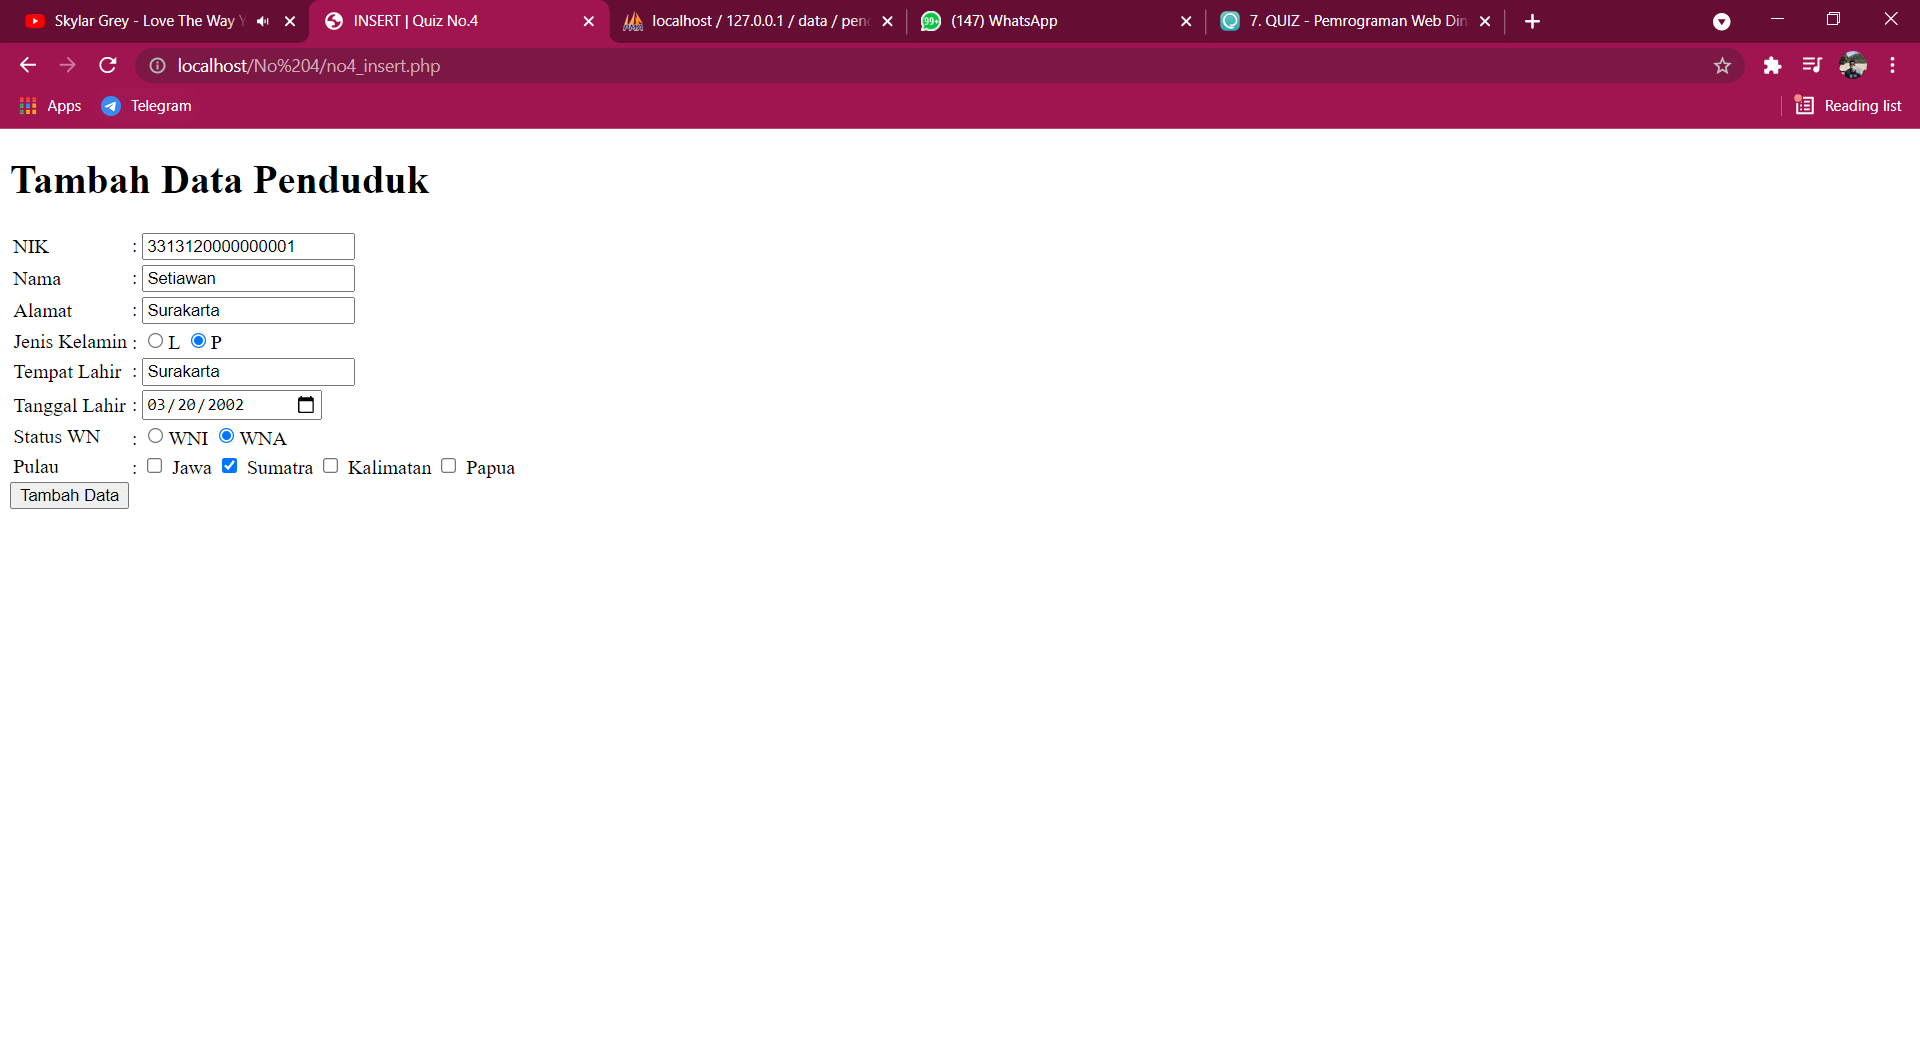 Skylar Grey - Love The Way Y
INSERT | Quiz No.4
localhost / 127.0.0.1 / data / pend
(147) WhatsApp
7. QUIZ - Pemrograman Web Din
localhost/No%204/no4_insert.php
Apps
Telegram
Reading list
Tambah Data Penduduk
NIK : 3313120000000001
Nama : Setiawan
Alamat : Surakarta
Jenis Kelamin : L P
Tempat Lahir : Surakarta
Tanggal Lahir : 03/20/2002
Status WN : WNI WNA
Pulau : Jawa Sumatra Kalimatan Papua
Tambah Data